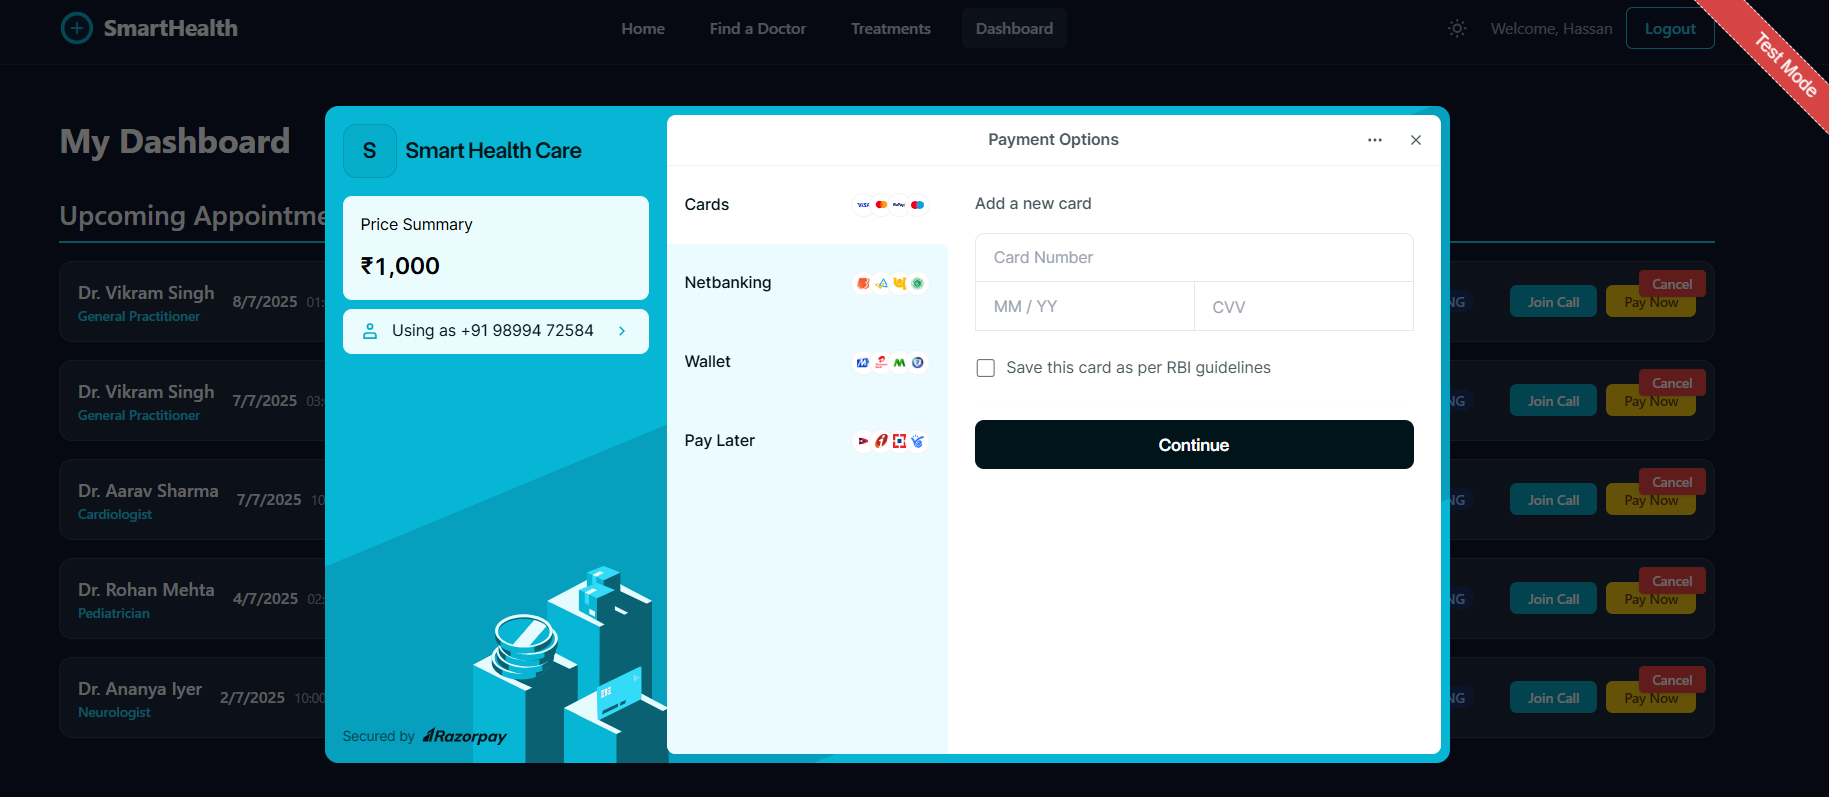 SmartHealth
Home
Find a Doctor
Treatments
Dashboard
Welcome, Hassan
Logout
Test Mode
My Dashboard
Upcoming Appointme
Dr. Vikram Singh
General Practitioner
8/7/2025 01:
NG
Join Call
Pay Now
Cancel
Dr. Vikram Singh
General Practitioner
7/7/2025 03:
NG
Join Call
Pay Now
Cancel
Dr. Aarav Sharma
Cardiologist
7/7/2025 10
NG
Join Call
Pay Now
Cancel
Dr. Rohan Mehta
Pediatrician
4/7/2025 02:
NG
Join Call
Pay Now
Cancel
Dr. Ananya Iyer
Neurologist
2/7/2025 10:00
NG
Join Call
Pay Now
Cancel
S
Smart Health Care
Price Summary
₹1,000
Using as +91 98994 72584
Secured by Razorpay
Payment Options
Cards
VISA
RuPay
Netbanking
Wallet
Pay Later
Add a new card
Card Number
MM / YY
CVV
Save this card as per RBI guidelines
Continue